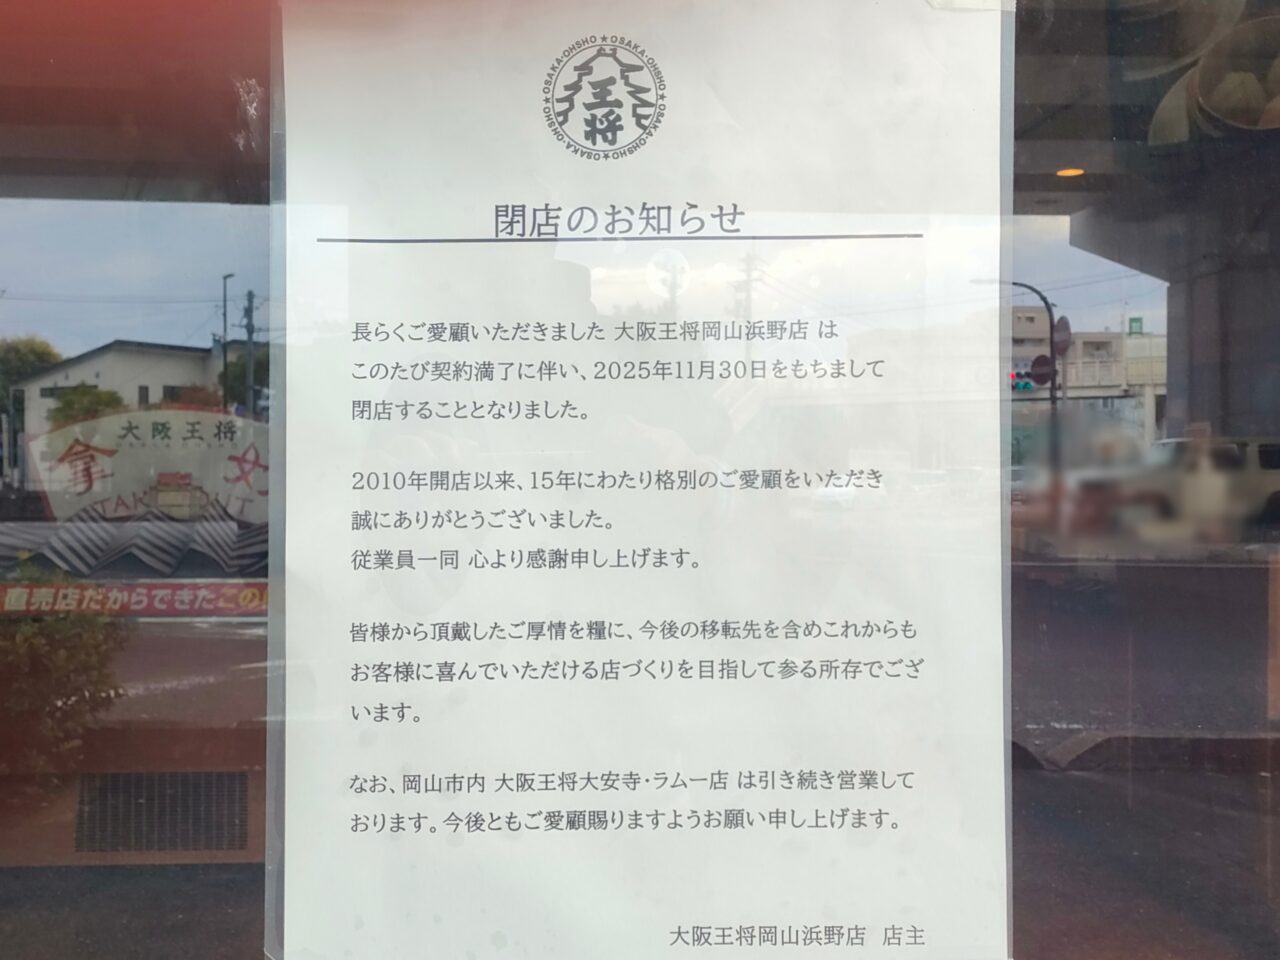 OSAKA-OHSHO★OSAKA-OHSHO★OSAKA-OHSHO★OSAKA-OHSHO★
王将
閉店のお知らせ
長らくご愛顧いただきました 大阪王将岡山浜野店 は
このたび契約満了に伴い、2025年11月30日をもちまして
閉店することとなりました。
2010年開店以来、15年にわたり格別のご愛顧をいただき
誠にありがとうございました。
従業員一同 心より感謝申し上げます。
皆様から頂戴したご厚情を糧に、今後の移転先を含めこれからも
お客様に喜んでいただける店づくりを目指して参る所存でござ
います。
なお、岡山市内 大阪王将大安寺・ラムー店 は引き続き営業して
おります。今後ともご愛顧賜りますようお願い申し上げます。
大阪王将岡山浜野店 店主
大阪王将
OSAKA OHSHO
TAKE OUT
直売店だからできたこの